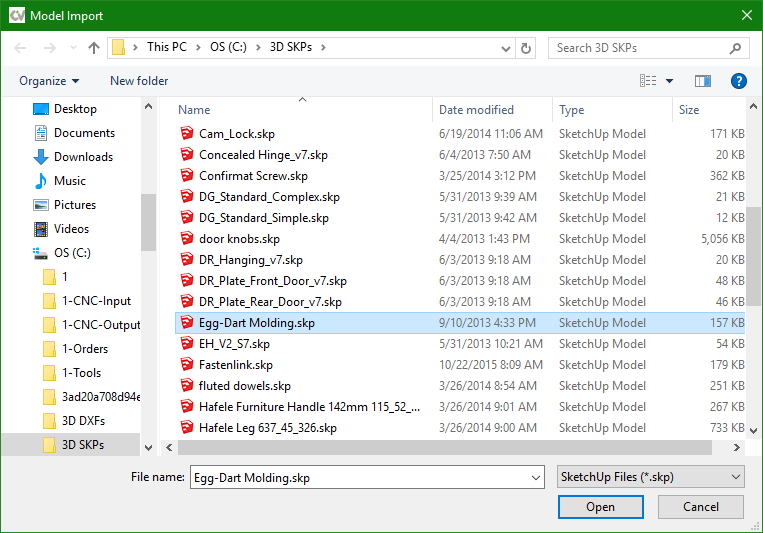 Model Import
This PC > OS (C:) > 3D SKPs >
Search 3D SKPs
Organize
New folder
Name Date modified Type Size
Desktop
Documents
Downloads
Music
Pictures
Videos
OS (C:)
1
1-CNC-Input
1-CNC-Output
1-Orders
1-Tools
3ad20a708d94e
3D DXFs
3D SKPs
Cam_Lock.skp 6/19/2014 11:06 AM SketchUp Model 171 KB
Concealed Hinge_v7.skp 6/4/2013 7:50 AM SketchUp Model 20 KB
Confirmat Screw.skp 3/25/2014 3:12 PM SketchUp Model 362 KB
DG_Standard_Complex.skp 5/31/2013 9:39 AM SketchUp Model 21 KB
DG_Standard_Simple.skp 5/31/2013 9:42 AM SketchUp Model 12 KB
door knobs.skp 4/4/2013 1:43 PM SketchUp Model 5,056 KB
DR_Hanging_v7.skp 6/3/2013 9:18 AM SketchUp Model 20 KB
DR_Plate_Front_Door_v7.skp 6/3/2013 9:18 AM SketchUp Model 48 KB
DR_Plate_Rear_Door_v7.skp 6/3/2013 9:18 AM SketchUp Model 46 KB
Egg-Dart Molding.skp 9/10/2013 4:33 PM SketchUp Model 157 KB
EH_V2_S7.skp 5/31/2013 10:21 AM SketchUp Model 54 KB
Fastenlink.skp 10/22/2015 8:09 AM SketchUp Model 179 KB
fluted dowels.skp 3/26/2014 8:54 AM SketchUp Model 251 KB
Hafele Furniture Handle 142mm 115_52_... 3/26/2014 9:01 AM SketchUp Model 267 KB
Hafele Leg 637_45_326.skp 3/26/2014 9:00 AM SketchUp Model 733 KB
File name: Egg-Dart Molding.skp
SketchUp Files (*.skp)
Open
Cancel